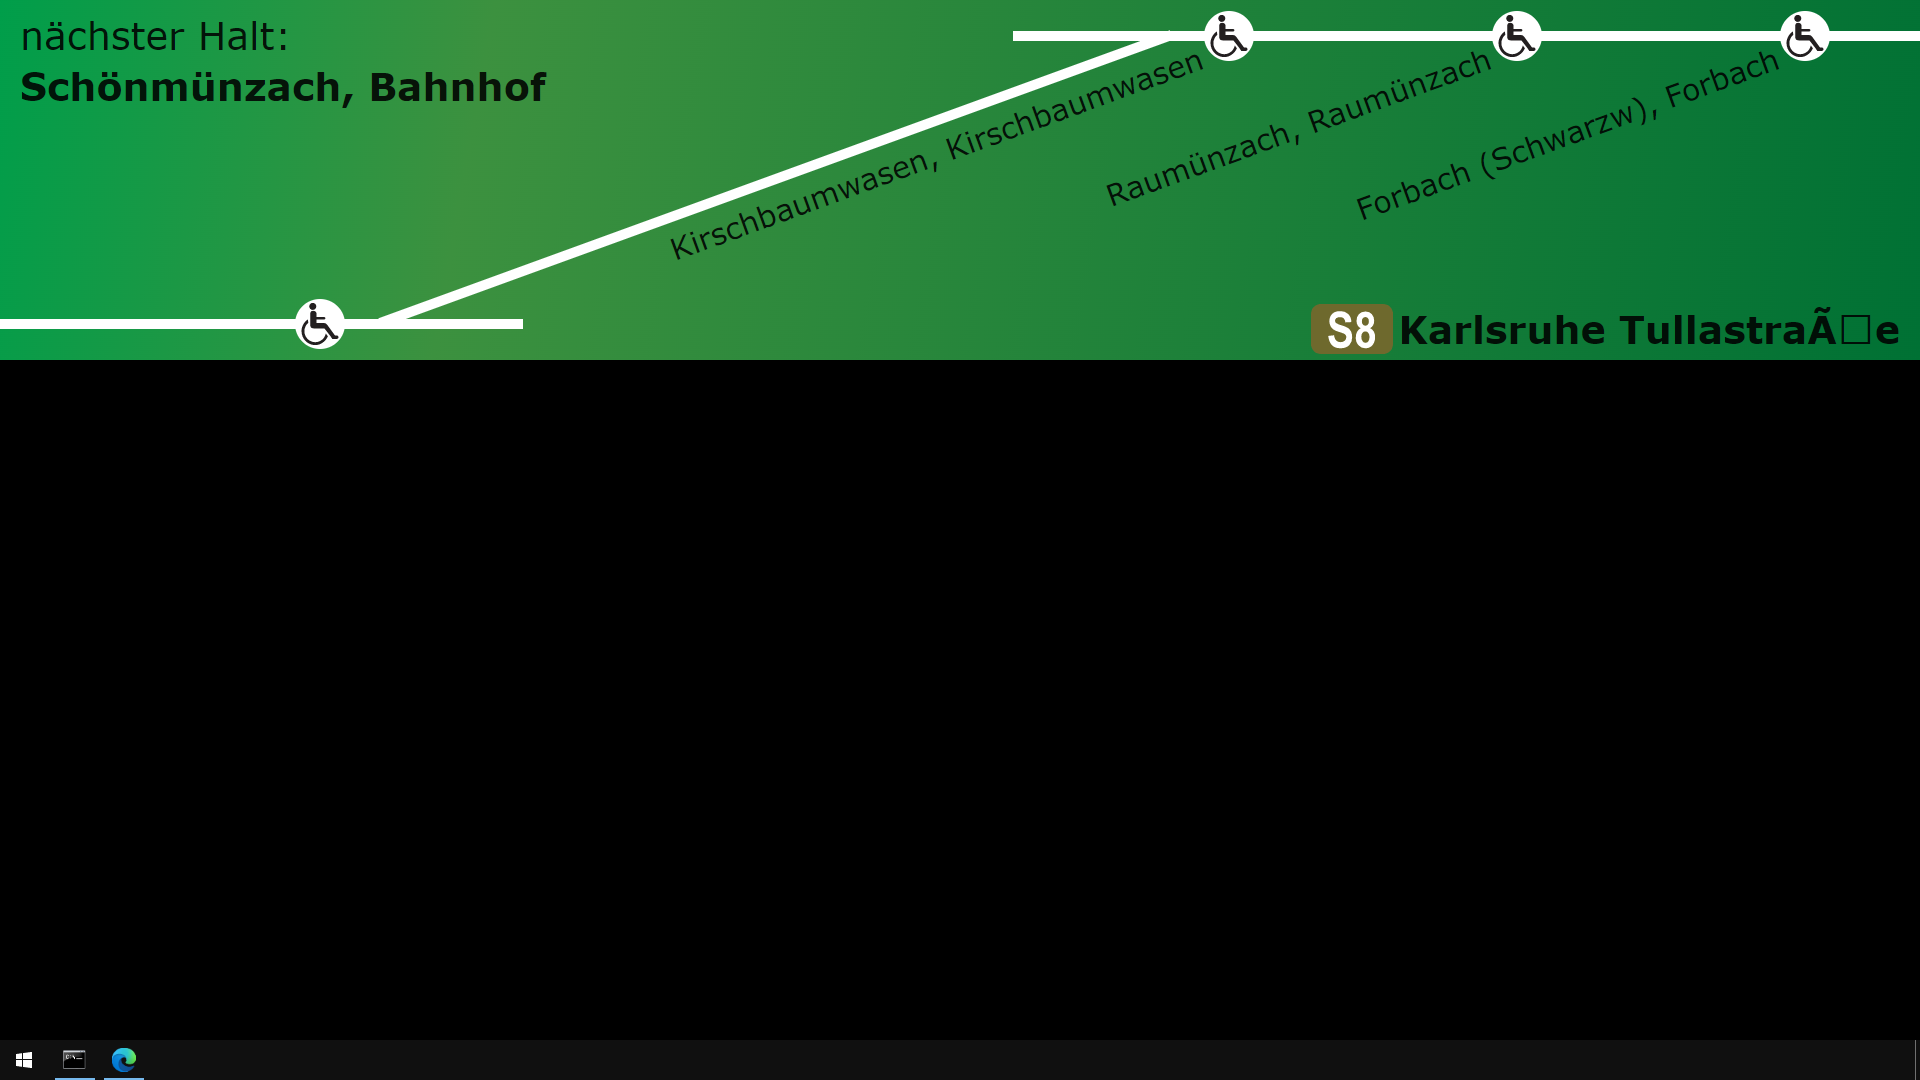 nächster Halt:
Schönmünzach, Bahnhof
Kirschbaumwasen, Kirschbaumwasen
Raumünzach, Raumünzach
Forbach (Schwarzw), Forbach
S8 Karlsruhe TullastraÃ□e